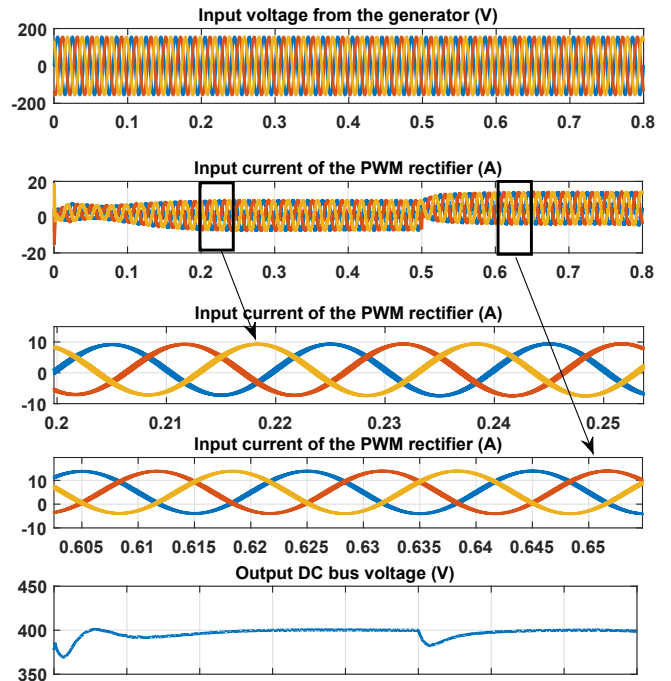 Input voltage from the generator (V)
200
0
-200
0 0.1 0.2 0.3 0.4 0.5 0.6 0.7 0.8
Input current of the PWM rectifier (A)
20
0
-20
0 0.1 0.2 0.3 0.4 0.5 0.6 0.7 0.8
Input current of the PWM rectifier (A)
10
0
-10
0.2 0.21 0.22 0.23 0.24 0.25
Input current of the PWM rectifier (A)
10
0
-10
0.605 0.61 0.615 0.62 0.625 0.63 0.635 0.64 0.645 0.65
Output DC bus voltage (V)
450
400
350